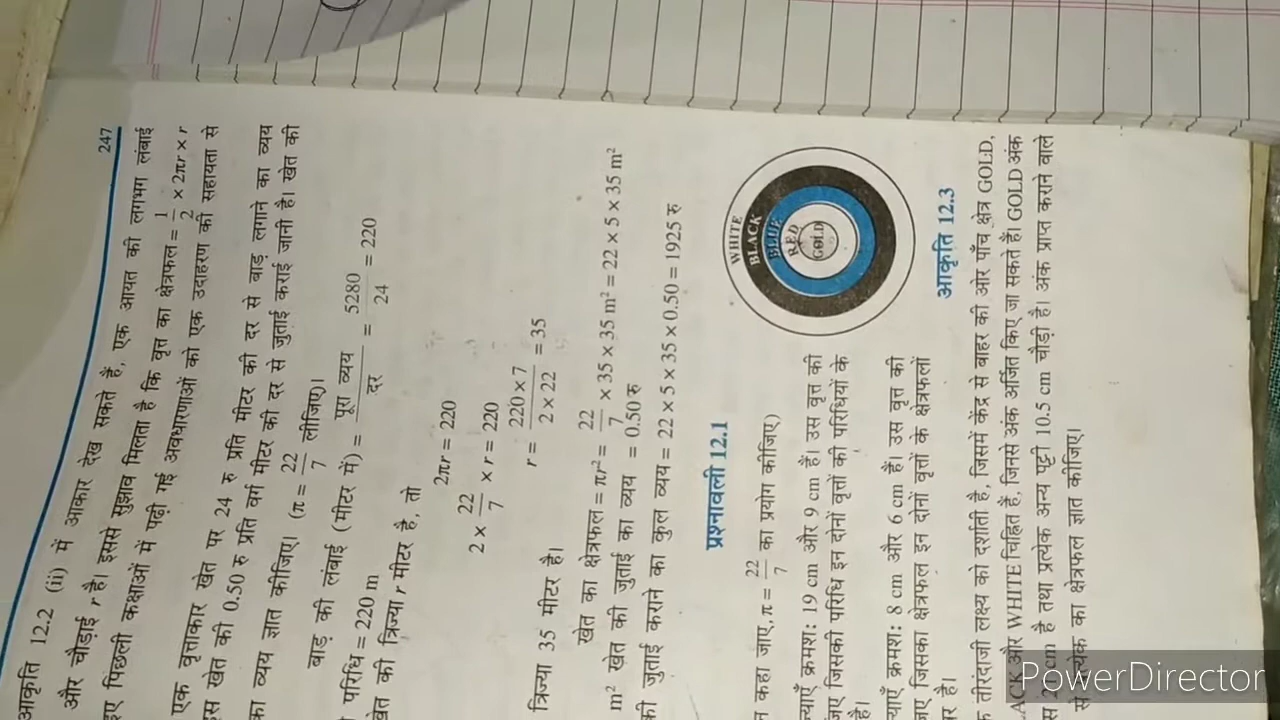 247
आकृति 12.2 (ii) में आकार देख सकते हैं, एक आयत की लगभग लंबाई
और चौड़ाई r है। इससे सुझाव मिलता है कि वृत्त का क्षेत्रफल = 1/2 × 2πr × r
पिछली कक्षाओं में पढ़ी गई अवधारणाओं को एक उदाहरण की सहायता से
एक वृत्ताकार खेत पर 24 रु प्रति मीटर की दर से बाड़ लगाने का व्यय
खेत की 0.50 रु प्रति वर्ग मीटर की दर से जुताई कराई जानी है। खेत की
व्यय ज्ञात कीजिए। (π = 22/7 लीजिए)।
बाड़ की लंबाई (मीटर में) = पूरा व्यय/दर = 5280/24 = 220
परिधि = 220 m
खेत की त्रिज्या r मीटर है, तो
2πr = 220
2 × 22/7 × r = 220
r = 220 × 7/2 × 22 = 35
त्रिज्या 35 मीटर है।
खेत का क्षेत्रफल = πr² = 22/7 × 35 × 35 m² = 22 × 5 × 35 m²
m² खेत की जुताई का व्यय = 0.50 रु
की जुताई कराने का कुल व्यय = 22 × 5 × 35 × 0.50 = 1925 रु
प्रश्नावली 12.1
कहा जाए, π = 22/7 का प्रयोग कीजिए)
क्रमश: 19 cm और 9 cm हैं। उस वृत्त की
जिसकी परिधि इन दोनों वृत्तों की परिधियों के
है।
क्रमश: 8 cm और 6 cm हैं। उस वृत्त की
जिसका क्षेत्रफल इन दोनों वृत्तों के क्षेत्रफलों
है।
WHITE
BLACK
BLUE
RED
GOLD
आकृति 12.3
तीरंदाजी लक्ष्य को दर्शाती है, जिसमें केंद्र से बाहर की ओर पाँच क्षेत्र GOLD,
और WHITE चिह्नित हैं, जिनसे अंक अर्जित किए जा सकते हैं। GOLD अंक
cm है तथा प्रत्येक अन्य पट्टी 10.5 cm चौड़ी है। अंक प्राप्त कराने वाले
का क्षेत्रफल ज्ञात कीजिए।
PowerDirector